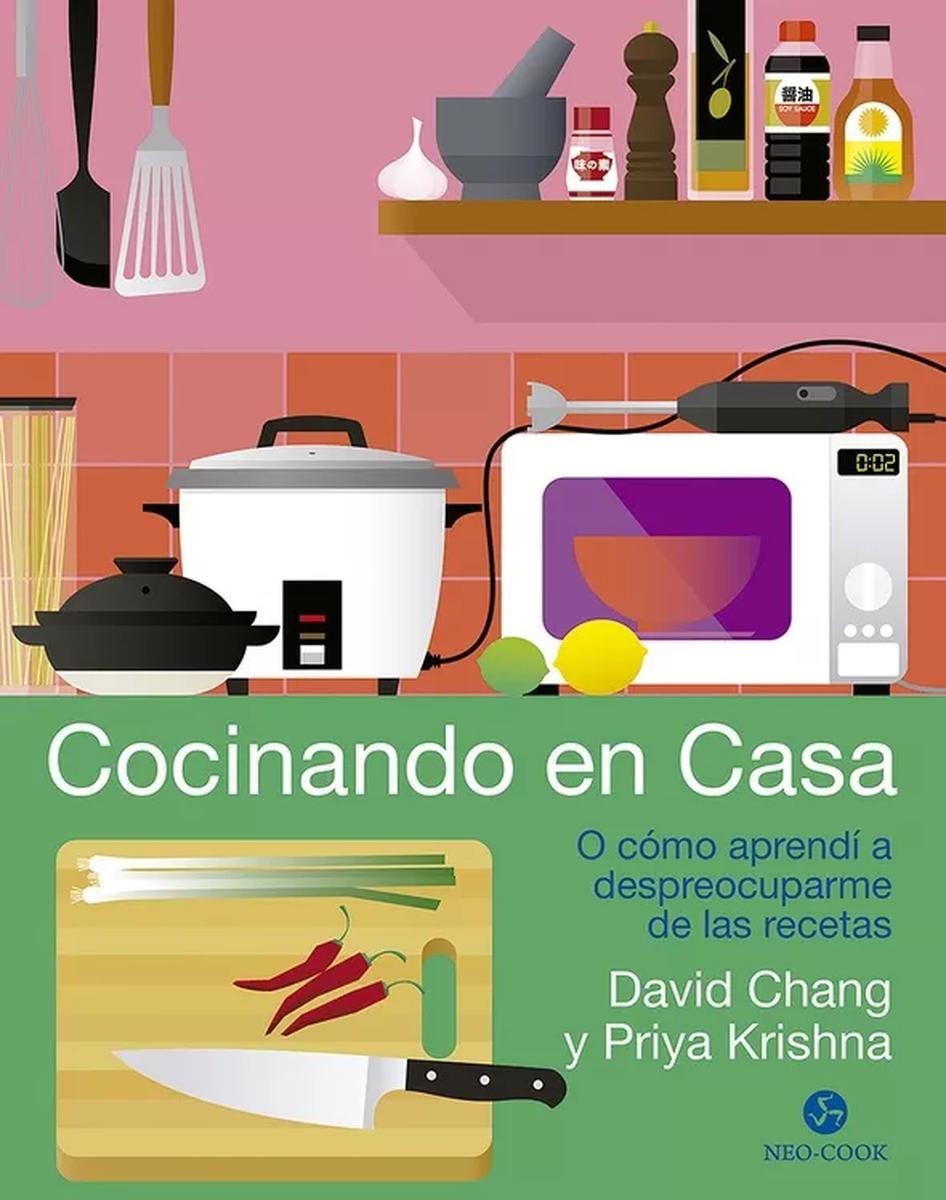 醤油
SOY SAUCE
味の素
0:02
Cocinando en Casa
O cómo aprendí a
despreocuparme
de las recetas
David Chang
y Priya Krishna
NEO-COOK